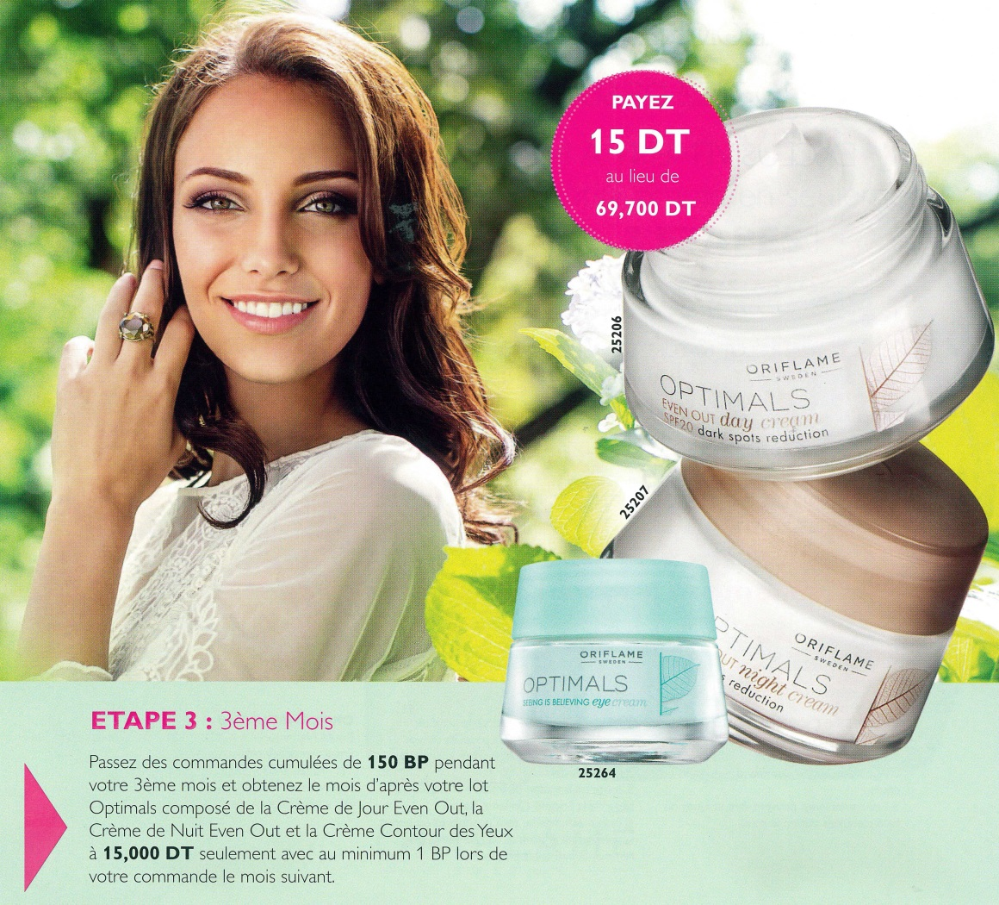 PAYEZ
15 DT
au lieu de
69,700 DT
25206
ORIFLAME
SWEDEN
OPTIMALS
EVEN OUT day cream
SPF20 dark spots reduction
25207
ORIFLAME
SWEDEN
OPTIMALS
OUT night cream
reduction
ORIFLAME
SWEDEN
OPTIMALS
SEEING IS BELIEVING eye cream
25264
ETAPE 3 : 3ème Mois
Passez des commandes cumulées de 150 BP pendant
votre 3ème mois et obtenez le mois d'après votre lot
Optimals composé de la Crème de Jour Even Out, la
Crème de Nuit Even Out et la Crème Contour des Yeux
à 15,000 DT seulement avec au minimum 1 BP lors de
votre commande le mois suivant.